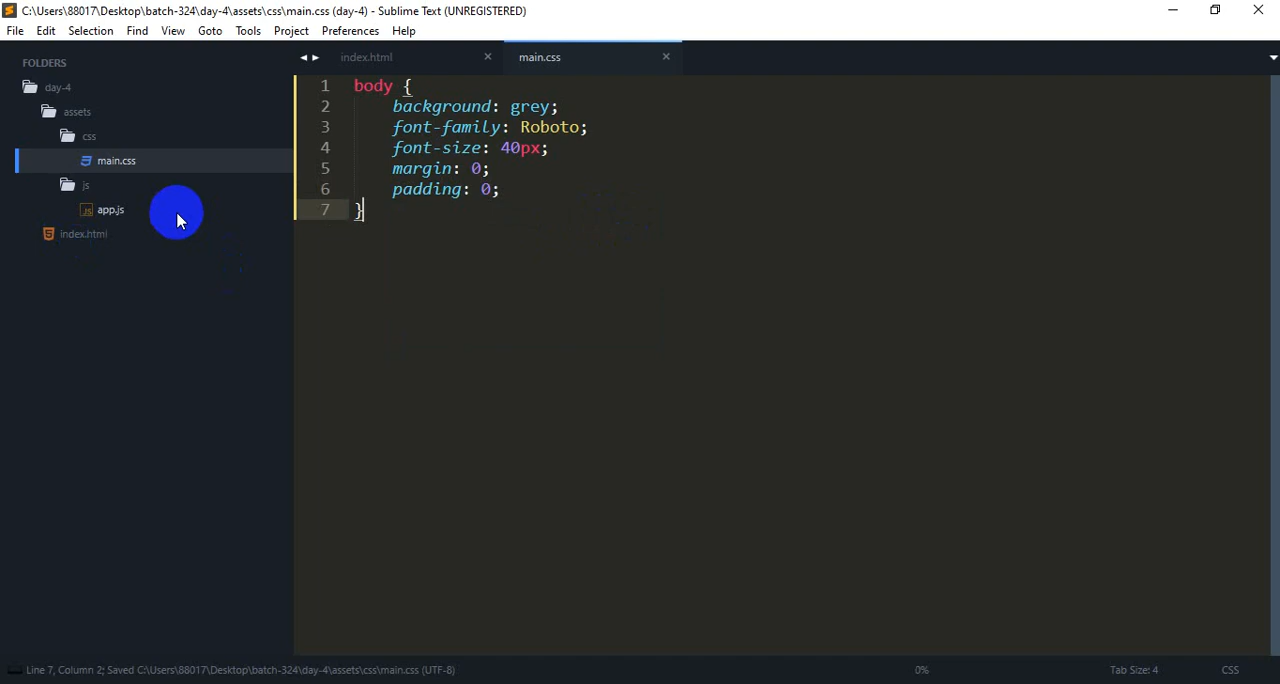 C:\Users\88017\Desktop\batch-324\day-4\assets\css\main.css (day-4) - Sublime Text (UNREGISTERED)
File Edit Selection Find View Goto Tools Project Preferences Help
FOLDERS
day-4
assets
css
main.css
js
app.js
index.html
index.html main.css
1 body {
2 background: grey;
3 font-family: Roboto;
4 font-size: 40px;
5 margin: 0;
6 padding: 0;
7 }
Line 7, Column 2; Saved C:\Users\88017\Desktop\batch-324\day-4\assets\css\main.css (UTF-8) 0% Tab Size: 4 CSS